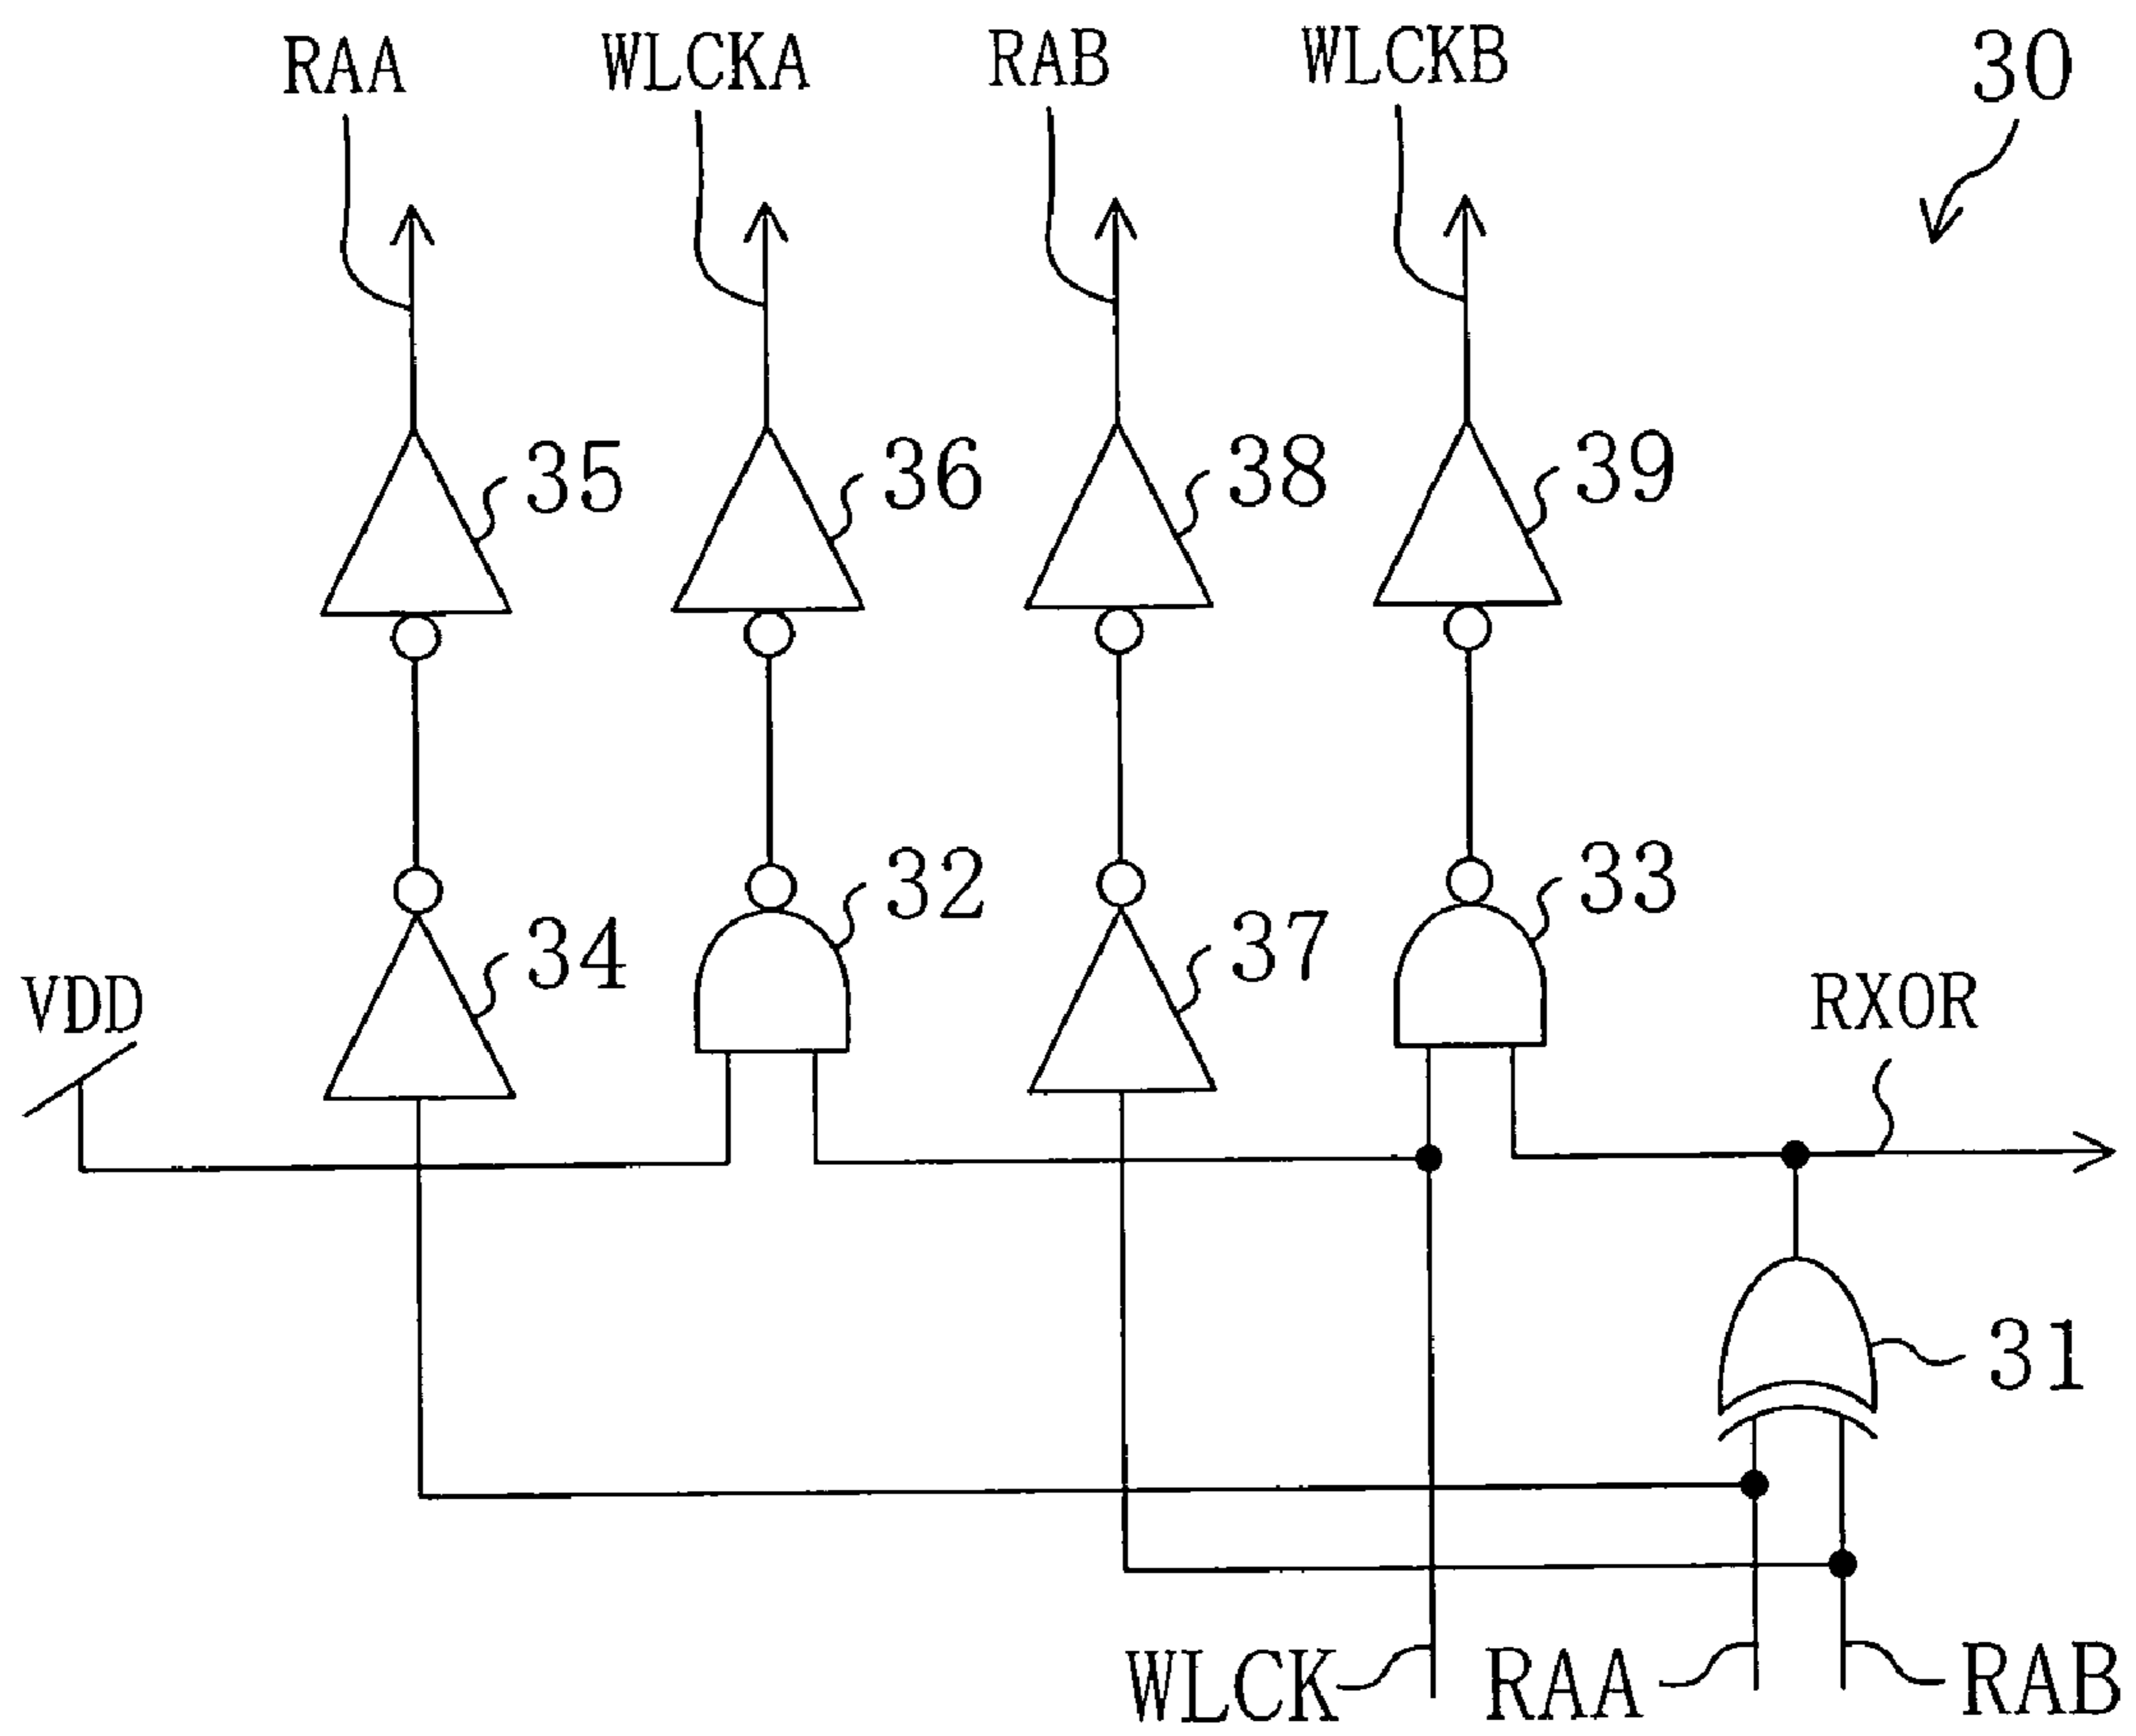 RAA WLCKA RAB WLCKB 30
35 36 38 39
34 32 37 33
VDD RXOR
31
WLCK RAA RAB